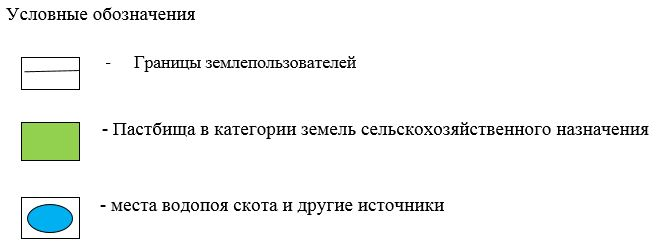 Условные обозначения
- Границы землепользователей
- Пастбища в категории земель сельскохозяйственного назначения
- места водопоя скота и другие источники